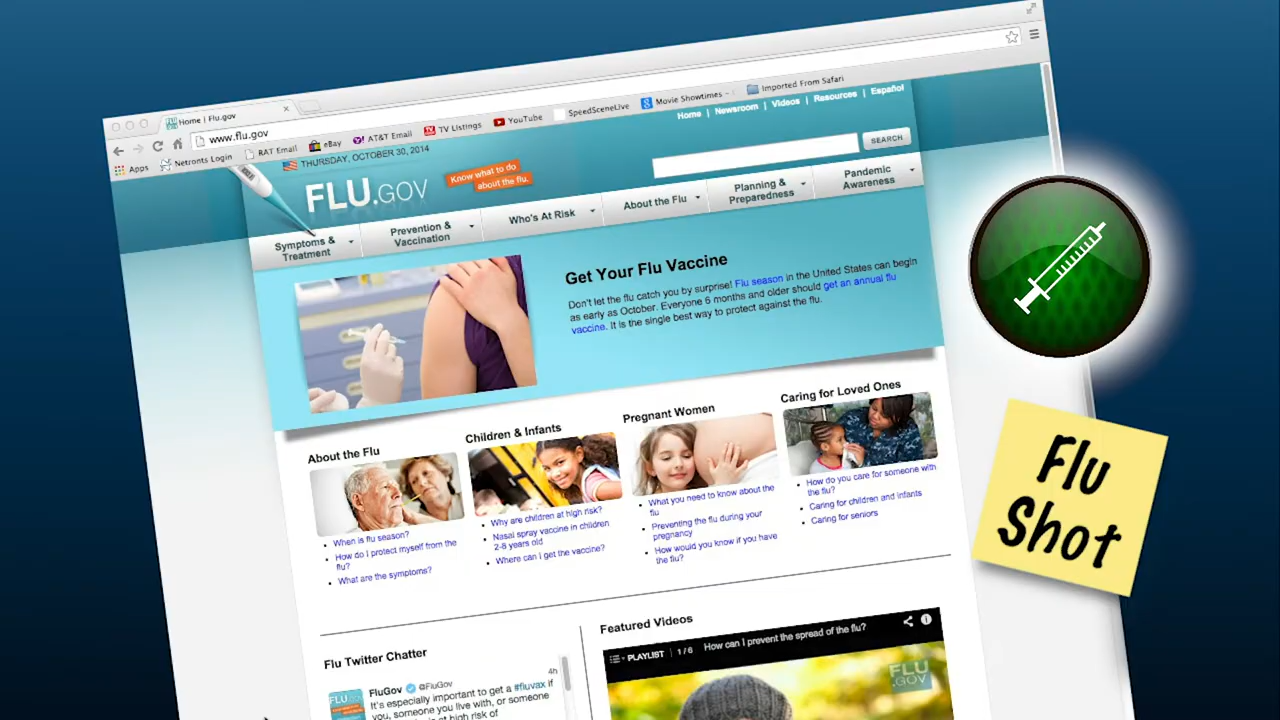 Home | Flu.gov
www.flu.gov
Apps
Netronts Login
RAT Email
eBay
AT&T Email
TV Listings
YouTube
SpeedSceneLive
Movie Showtimes -
Imported From Safari
THURSDAY, OCTOBER 30, 2014
Home | Newsroom | Videos | Resources | Español
FLU.GOV
Know what to do
about the flu.
SEARCH
Symptoms &
Treatment
Prevention &
Vaccination
Who's At Risk
About the Flu
Planning &
Preparedness
Pandemic
Awareness
Get Your Flu Vaccine
Don't let the flu catch you by surprise! Flu season in the United States can begin
as early as October. Everyone 6 months and older should get an annual flu
vaccine. It is the single best way to protect against the flu.
About the Flu
When is flu season?
How do I protect myself from the
flu?
What are the symptoms?
Children & Infants
Why are children at high risk?
Nasal spray vaccine in children
2-8 years old
Where can I get the vaccine?
Pregnant Women
What you need to know about the
flu
Preventing the flu during your
pregnancy
How would you know if you have
the flu?
Caring for Loved Ones
How do you care for someone with
the flu?
Caring for children and infants
Caring for seniors
Flu
Shot
Flu Twitter Chatter
FluGov @FluGov
4h
It's especially important to get a #fluvax if
you, someone you live with, or someone
at high risk of
Featured Videos
PLAYLIST | 1/6
How can I prevent the spread of the flu?
FLU
.GOV